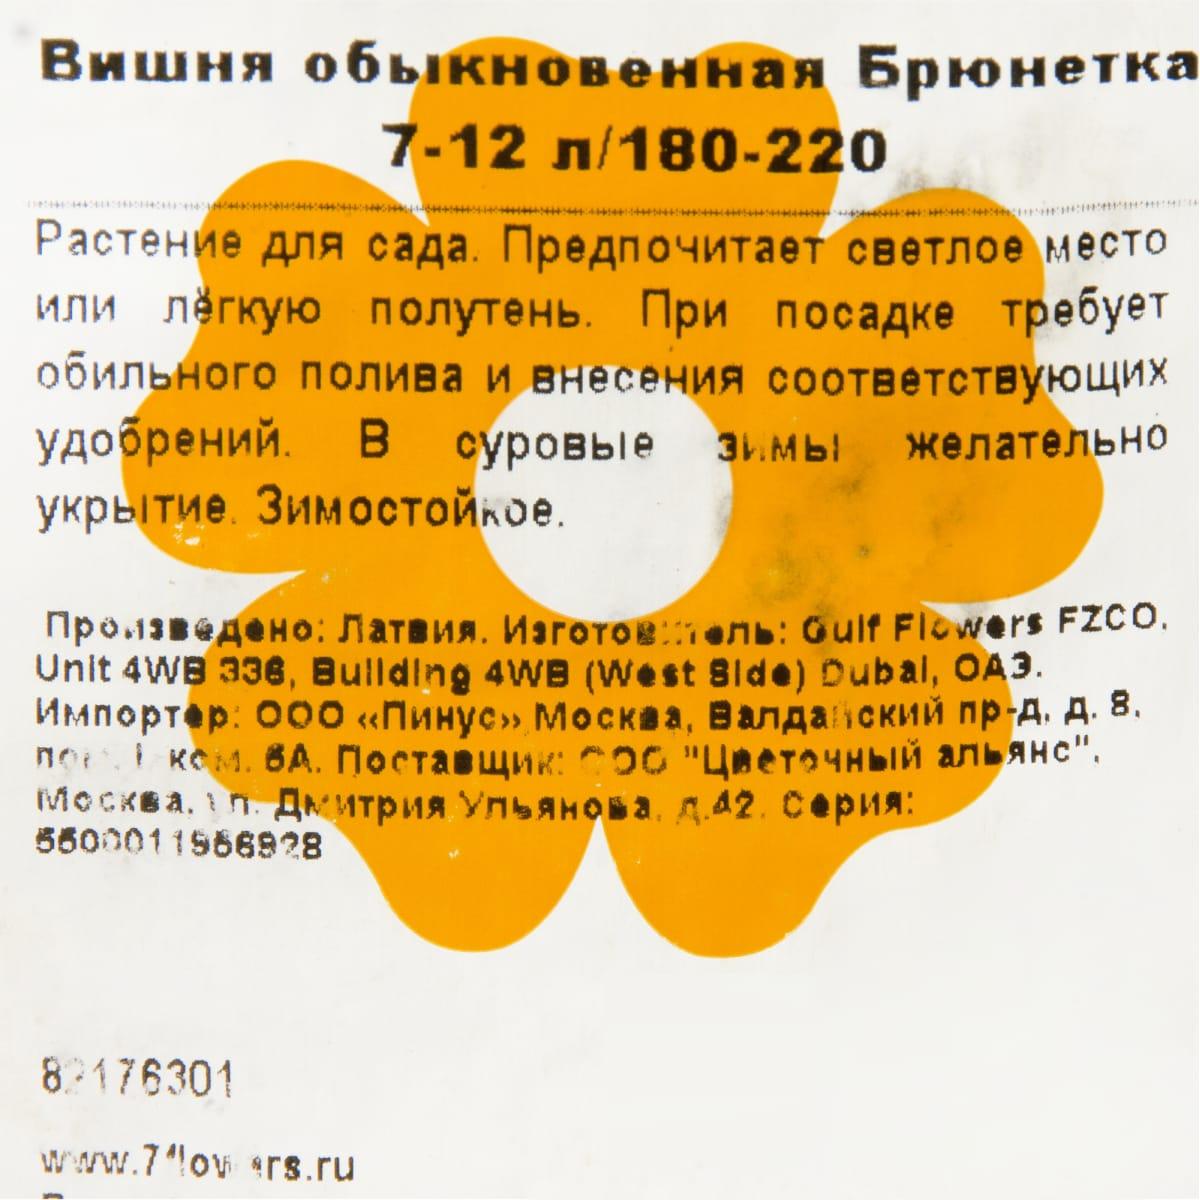 Вишня обыкновенная Брюнетка
7-12 л/180-220
Растение для сада. Предпочитает светлое место
или лёгкую полутень. При посадке требует
обильного полива и внесения соответствующих
удобрений. В суровые зимы желательно
укрытие. Зимостойкое.
Произведено: Латвия. Изготовитель: Gulf Flowers FZCO,
Unit 4WB 336, Building 4WB (West Side) Dubai, ОАЭ.
Импортер: ООО «Пинус» Москва, Валдайский пр-д, д. 8,
ком. 6А. Поставщик: ООО "Цветочный альянс",
Москва, ул. Дмитрия Ульянова, д.42. Серия:
82176301
www.7flowers.ru